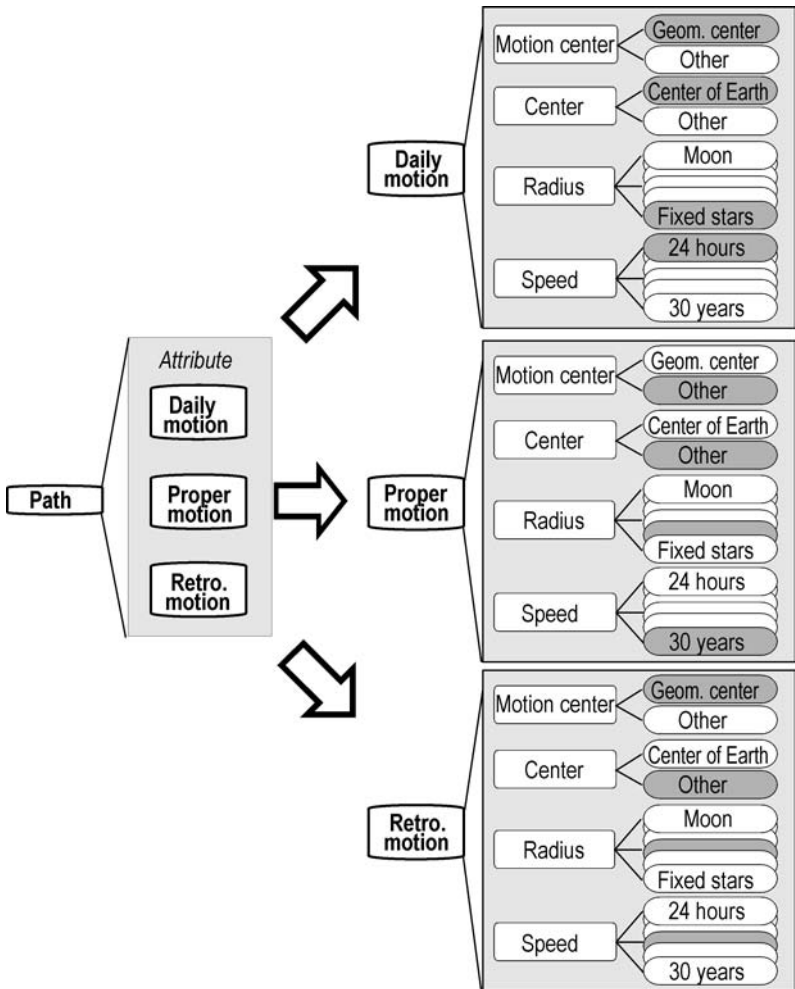 Path
Attribute
Daily
motion
Proper
motion
Retro.
motion
Daily
motion
Motion center
Geom. center
Other
Center
Center of Earth
Other
Radius
Moon
Fixed stars
Speed
24 hours
30 years
Proper
motion
Motion center
Geom. center
Other
Center
Center of Earth
Other
Radius
Moon
Fixed stars
Speed
24 hours
30 years
Retro.
motion
Motion center
Geom. center
Other
Center
Center of Earth
Other
Radius
Moon
Fixed stars
Speed
24 hours
30 years